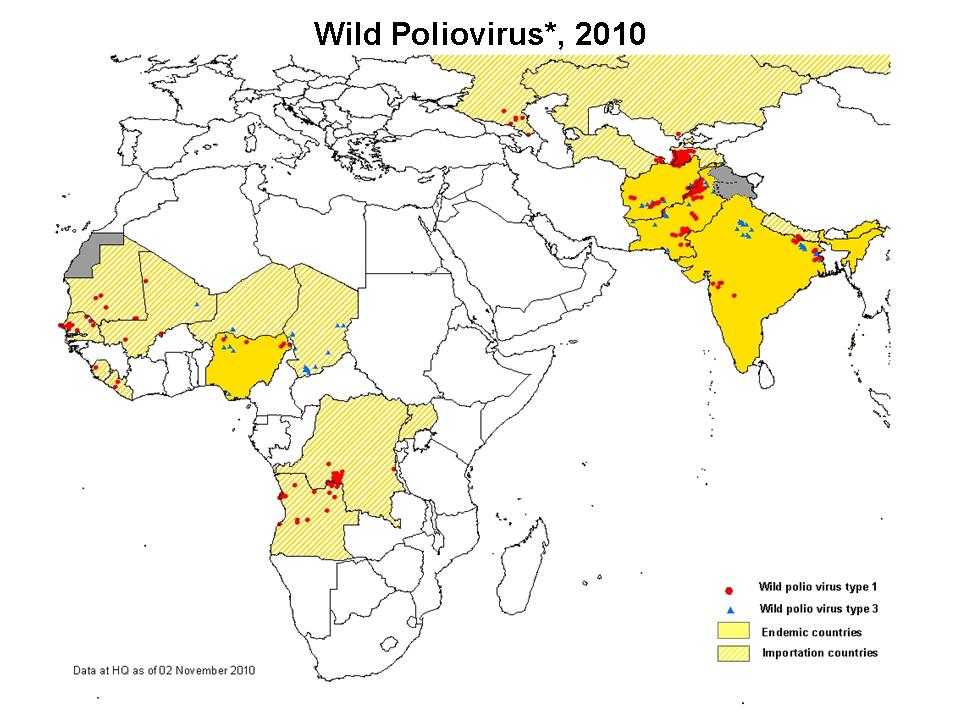 Wild Poliovirus*, 2010
Wild polio virus type 1
Wild polio virus type 3
Endemic countries
Importation countries
Data at HQ as of 02 November 2010